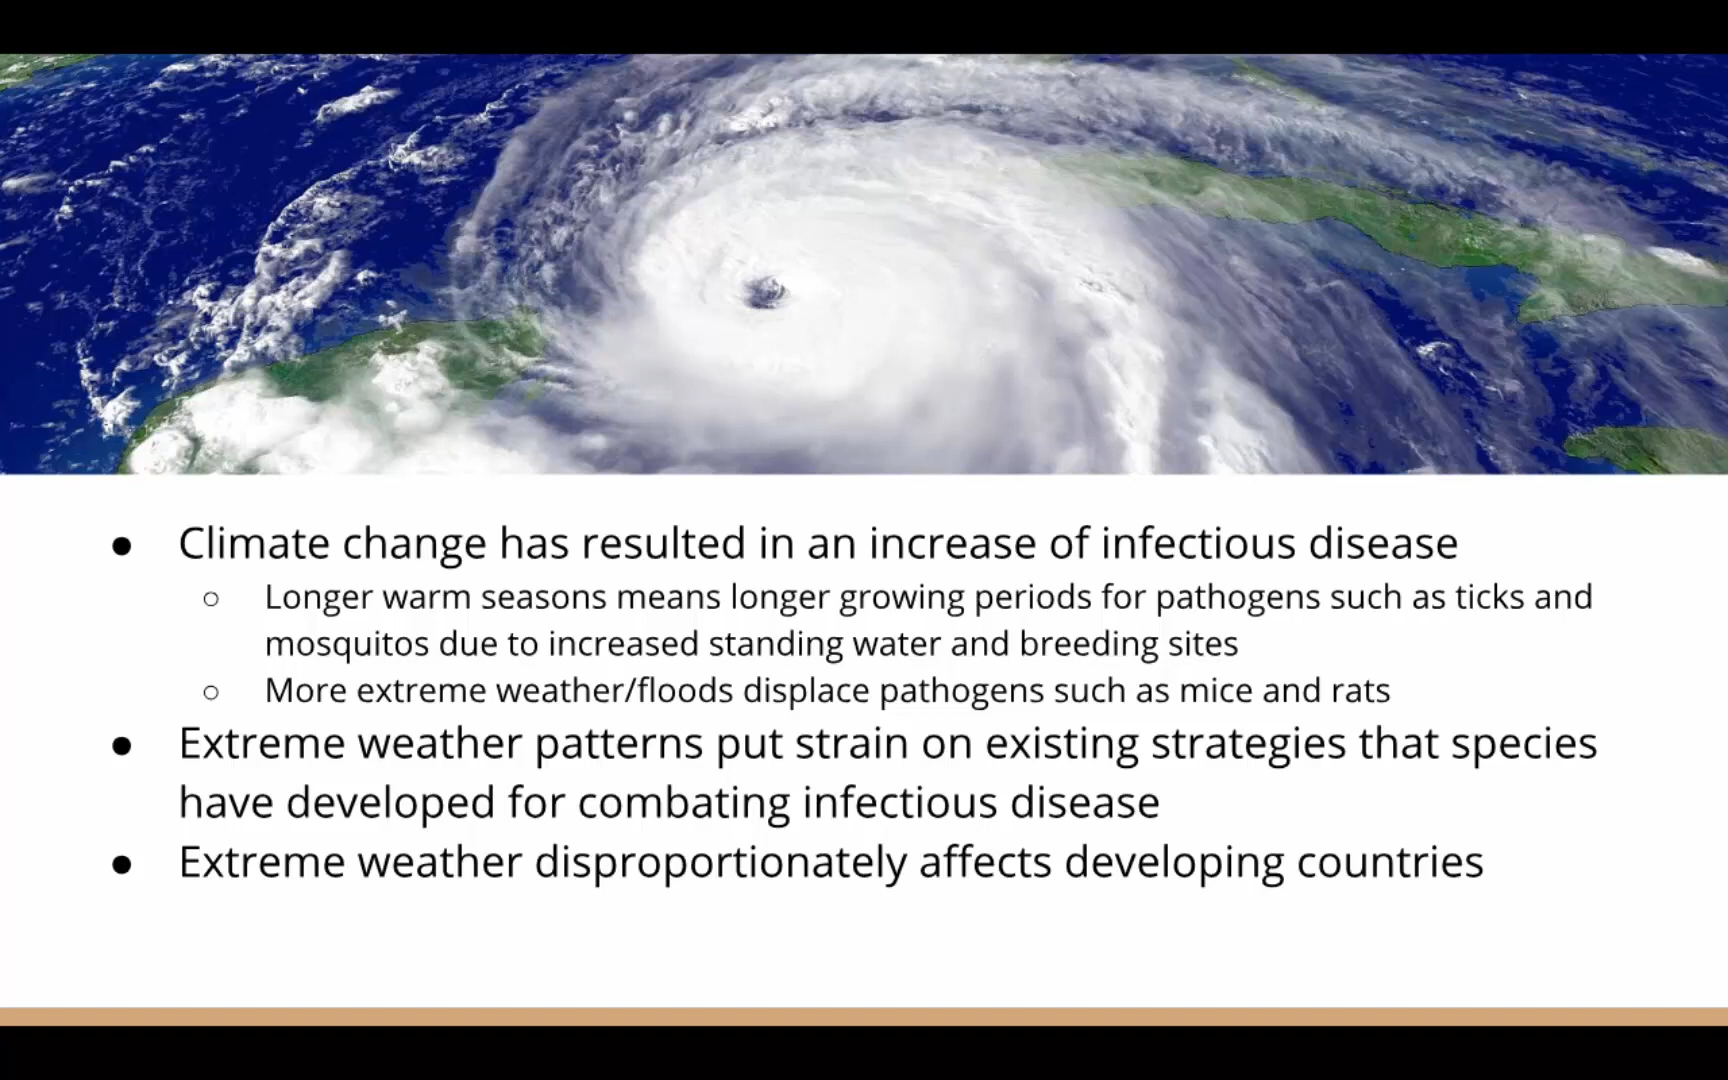 ● Climate change has resulted in an increase of infectious disease
○ Longer warm seasons means longer growing periods for pathogens such as ticks and
mosquitos due to increased standing water and breeding sites
○ More extreme weather/floods displace pathogens such as mice and rats
● Extreme weather patterns put strain on existing strategies that species
have developed for combating infectious disease
● Extreme weather disproportionately affects developing countries